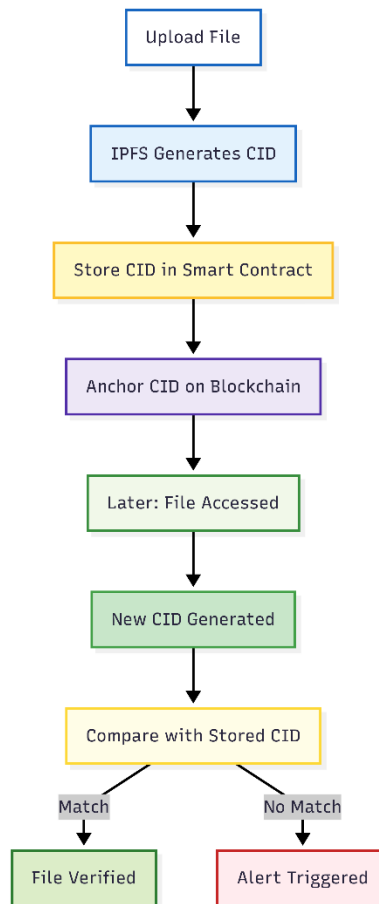 Upload File
IPFS Generates CID
Store CID in Smart Contract
Anchor CID on Blockchain
Later: File Accessed
New CID Generated
Compare with Stored CID
Match
No Match
File Verified
Alert Triggered